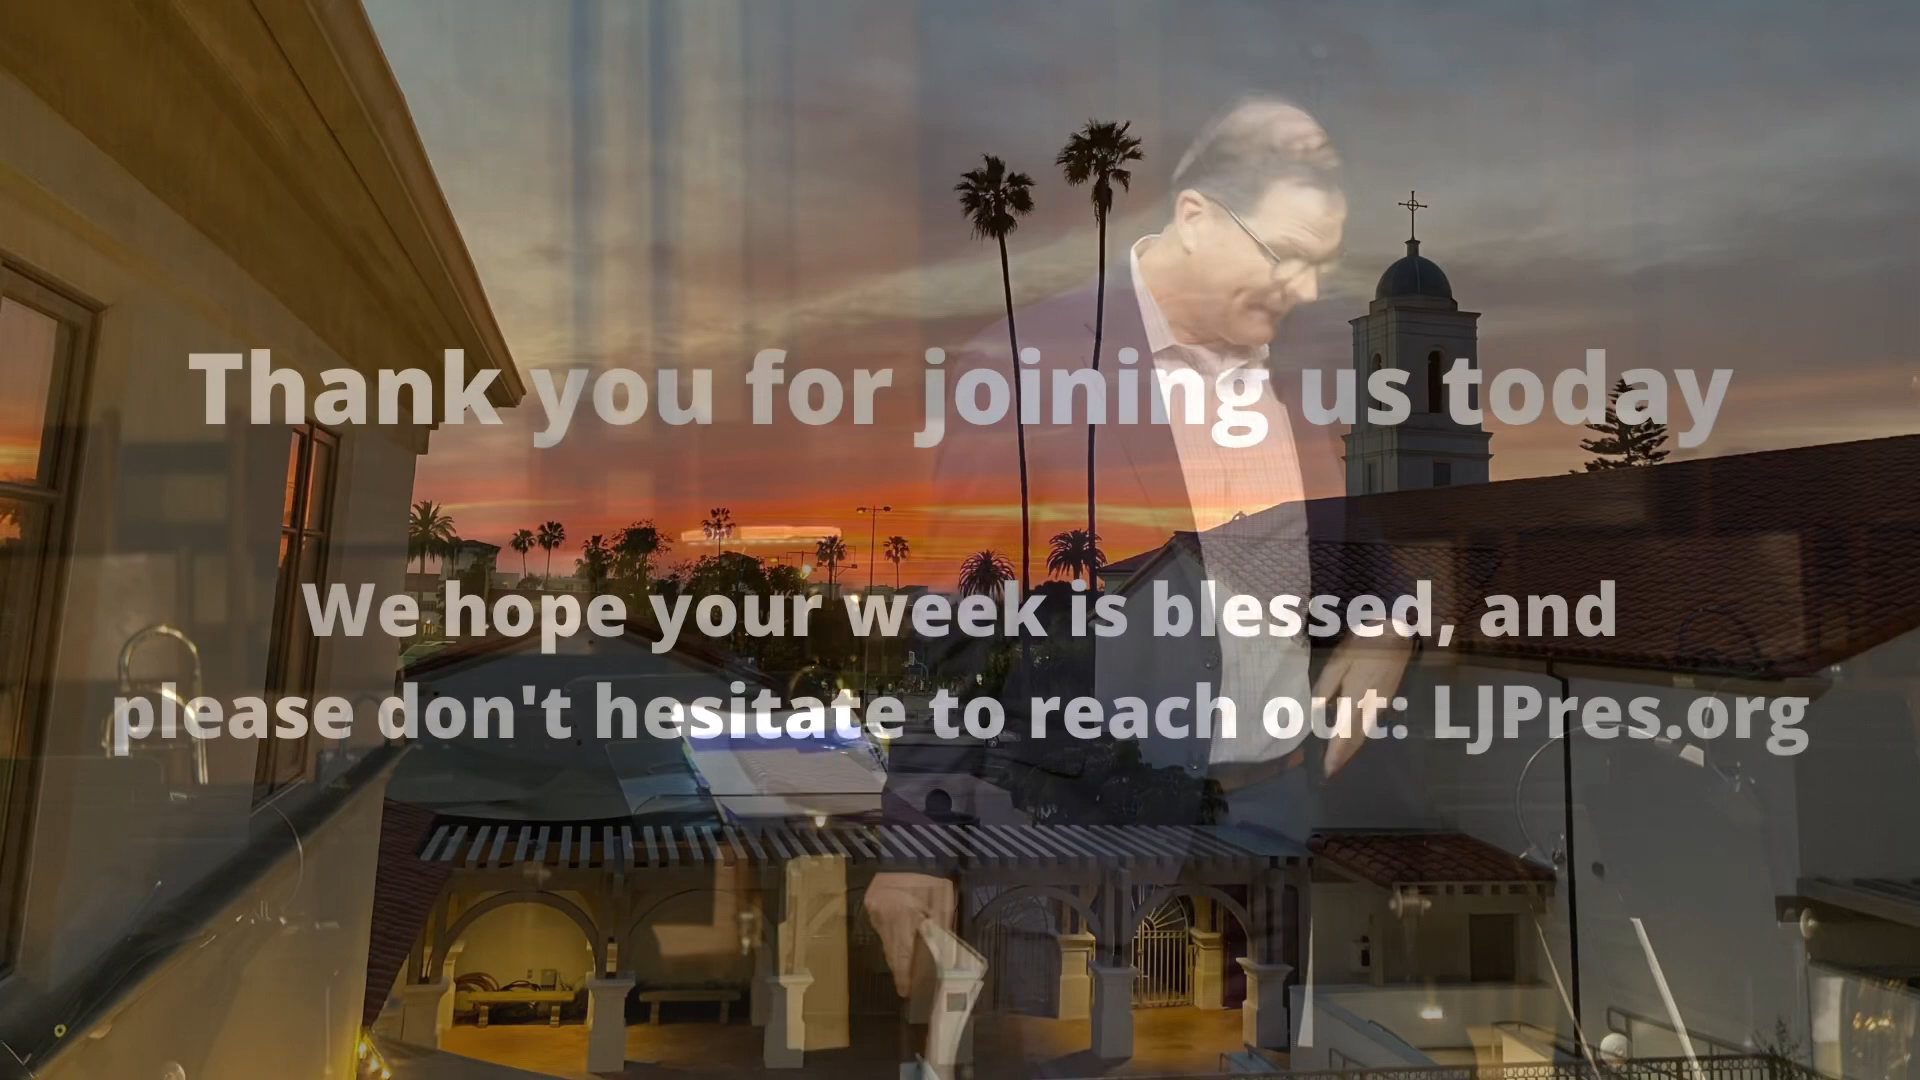 Thank you for joining us today
We hope your week is blessed, and
please don't hesitate to reach out: LJPres.org